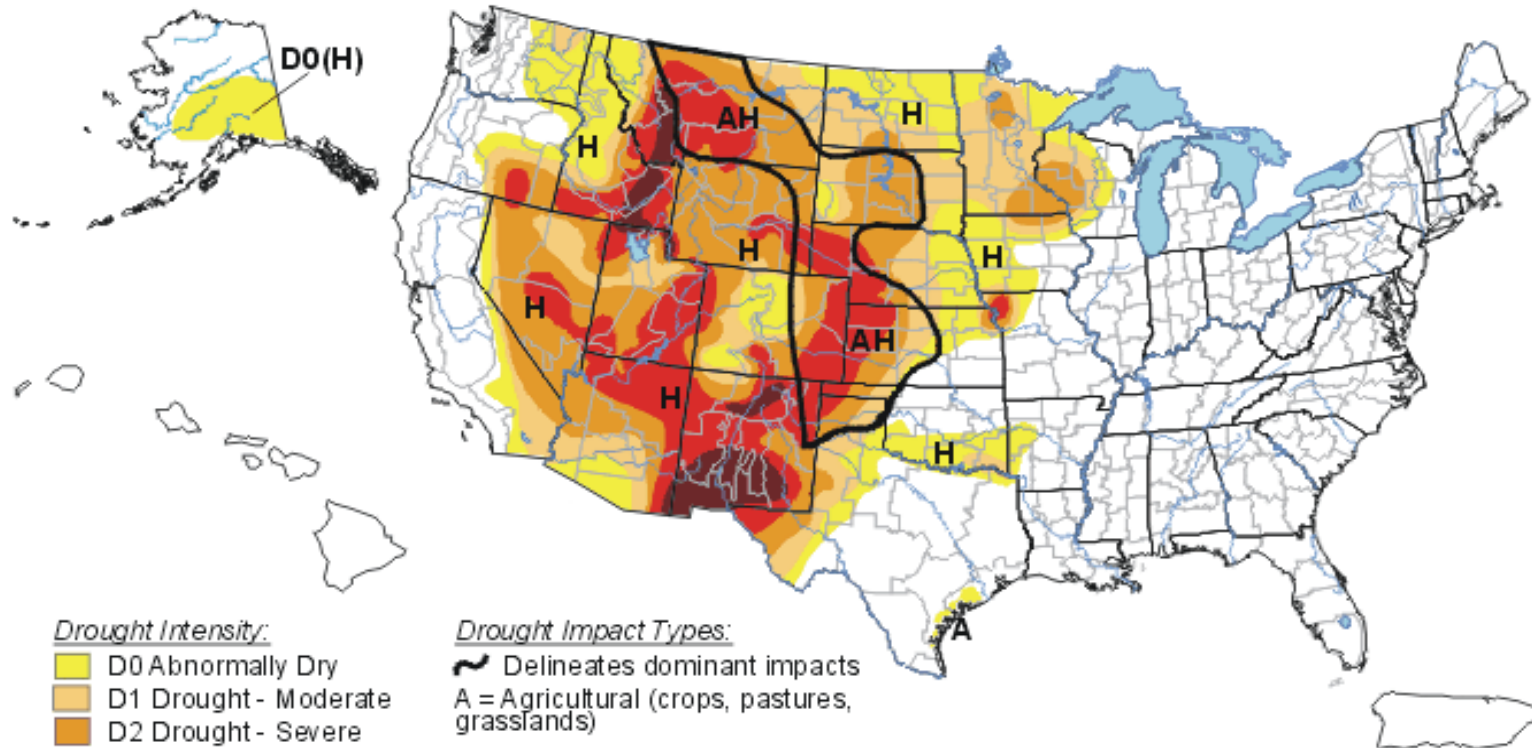 D0(H)
H
AH
H
H
H
H
AH
H
H
A
Drought Intensity:
D0 Abnormally Dry
D1 Drought - Moderate
D2 Drought - Severe
Drought Impact Types:
Delineates dominant impacts
A = Agricultural (crops, pastures,
grasslands)